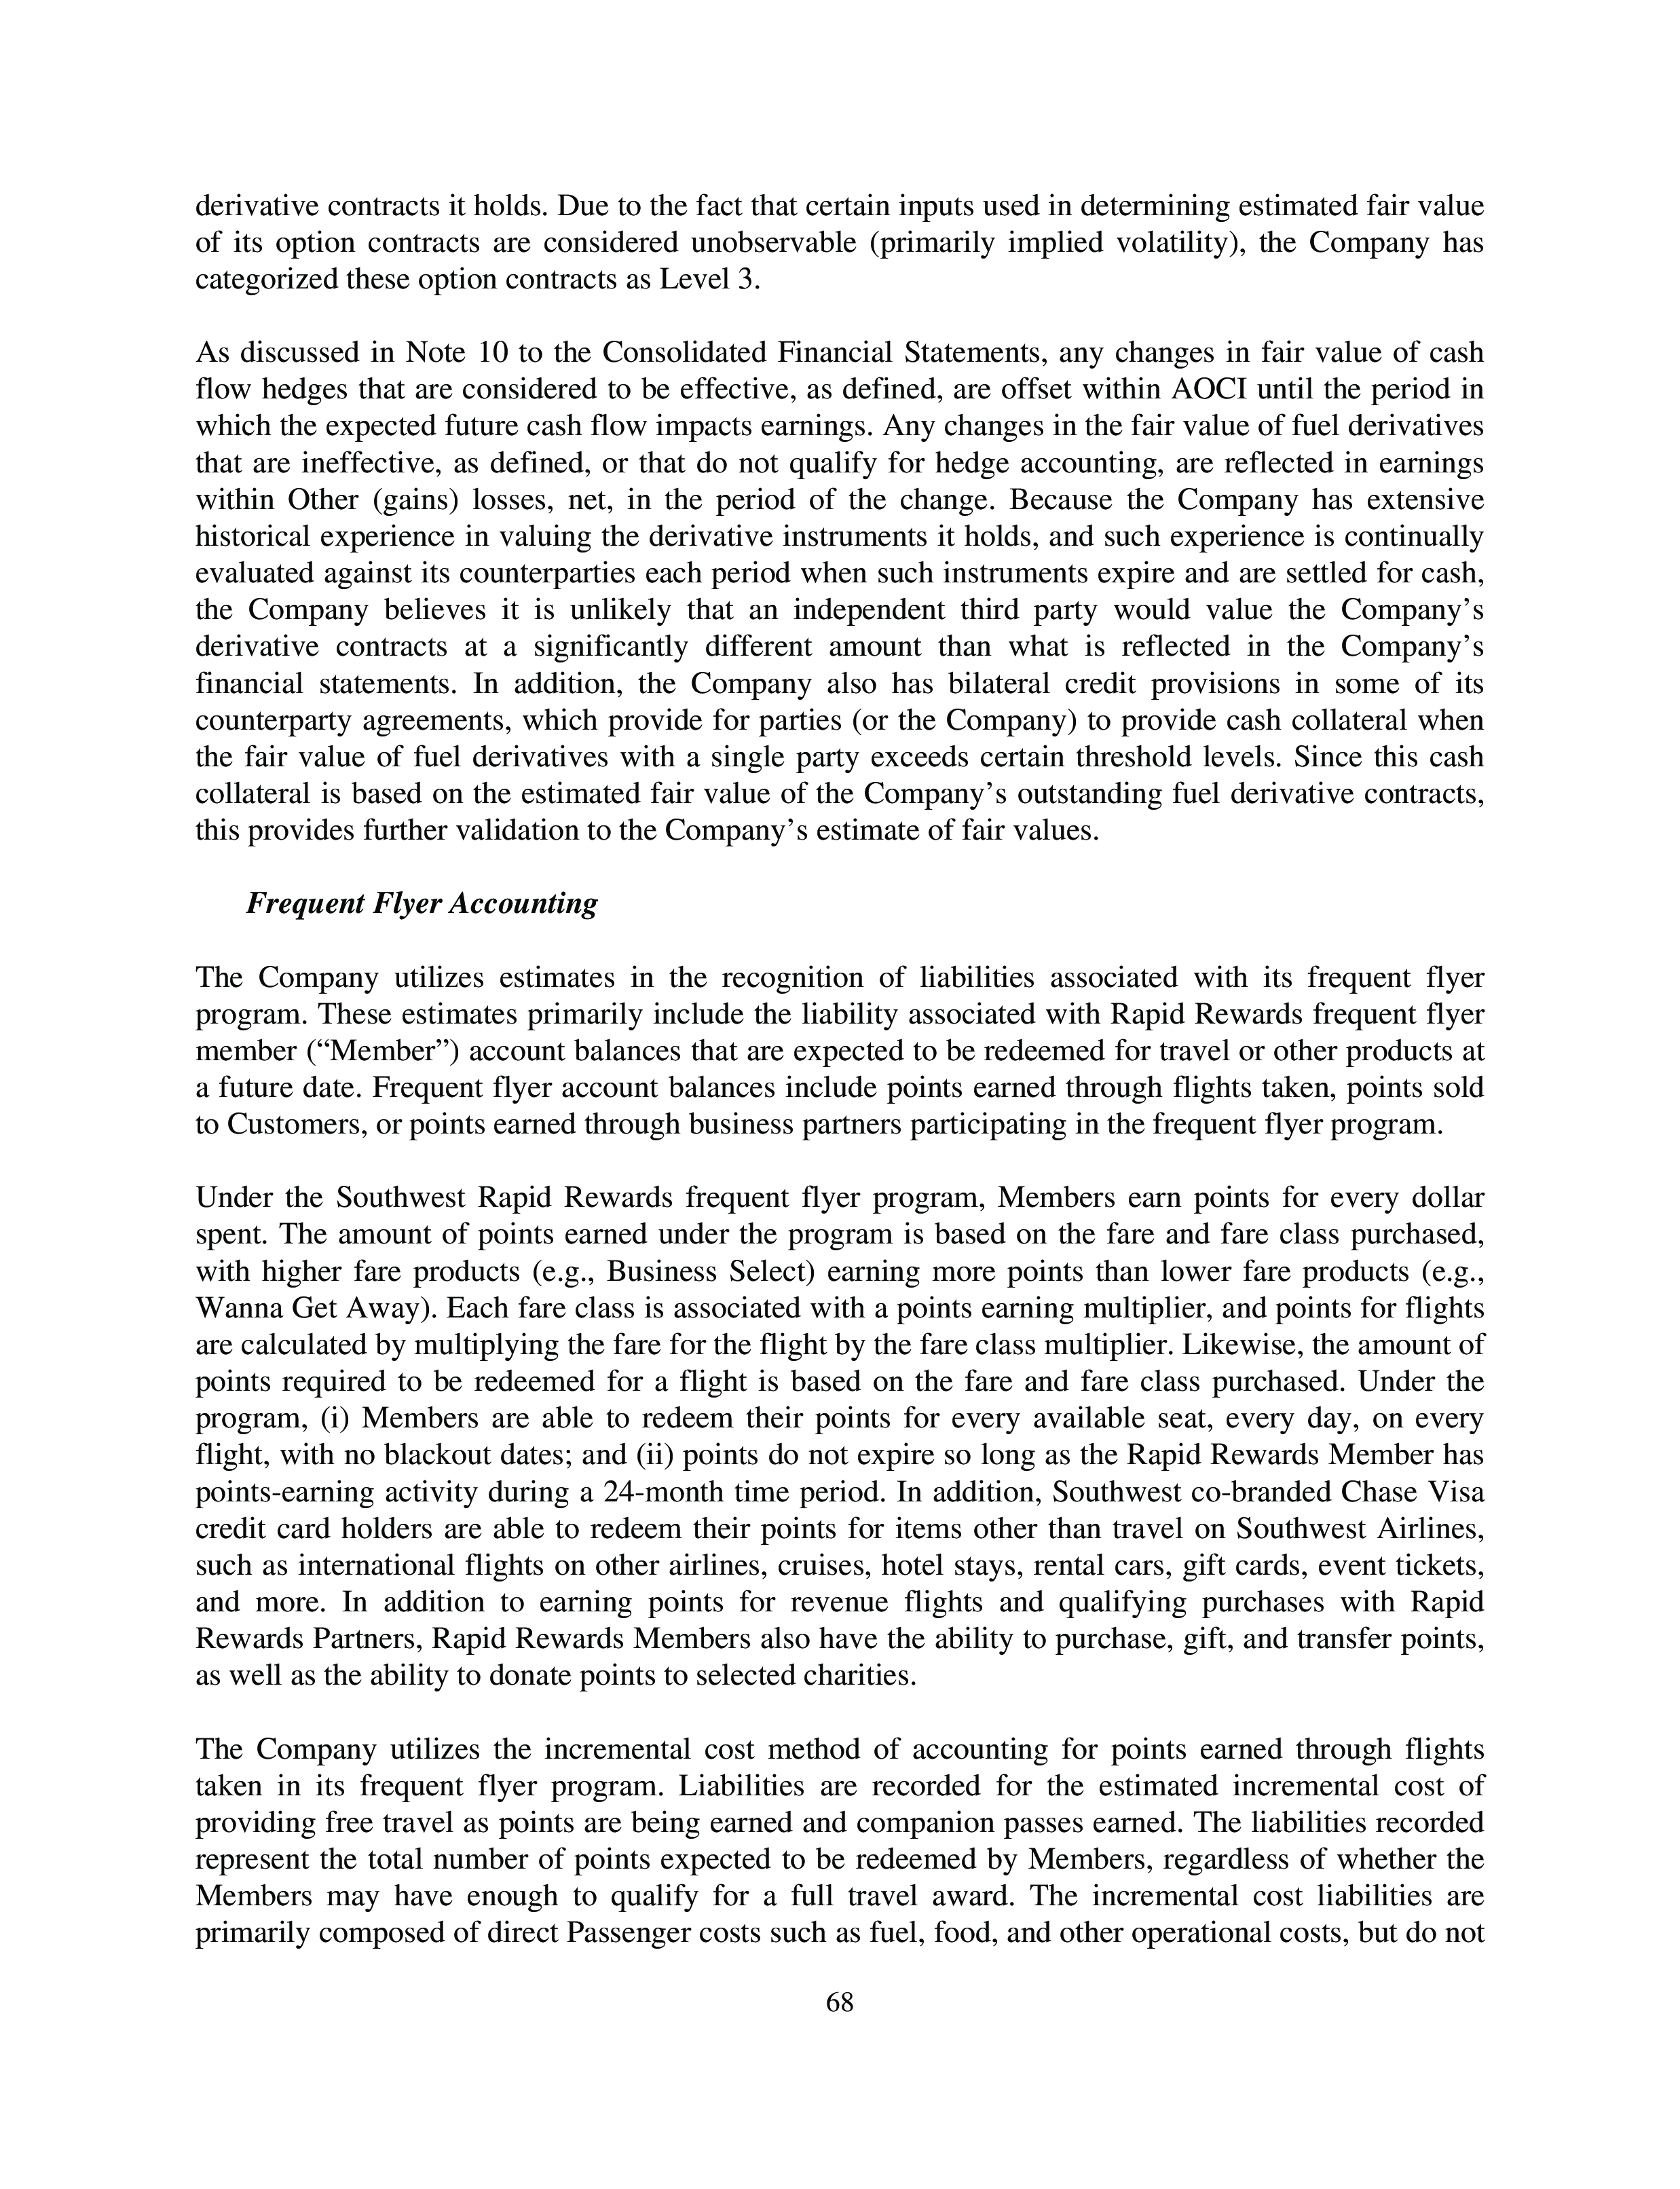 derivative contracts it holds. Due to the fact that certain inputs used in determining estimated fair value
of its option contracts are considered unobservable (primarily implied volatility), the Company has
categorized these option contracts as Level 3.
As discussed in Note 10 to the Consolidated Financial Statements, any changes in fair value of cash
flow hedges that are considered to be effective, as defined, are offset within AOCI until the period in
which the expected future cash flow impacts earnings. Any changes in the fair value of fuel derivatives
that are ineffective, as defined, or that do not qualify for hedge accounting, are reflected in earnings
within Other (gains) losses, net, in the period of the change. Because the Company has extensive
historical experience in valuing the derivative instruments it holds, and such experience is continually
evaluated against its counterparties each period when such instruments expire and are settled for cash,
the Company believes it is unlikely that an independent third party would value the Company’s
derivative contracts at a significantly different amount than what is reflected in the Company’s
financial statements. In addition, the Company also has bilateral credit provisions in some of its
counterparty agreements, which provide for parties (or the Company) to provide cash collateral when
the fair value of fuel derivatives with a single party exceeds certain threshold levels. Since this cash
collateral is based on the estimated fair value of the Company’s outstanding fuel derivative contracts,
this provides further validation to the Company’s estimate of fair values.
Frequent Flyer Accounting
The Company utilizes estimates in the recognition of liabilities associated with its frequent flyer
program. These estimates primarily include the liability associated with Rapid Rewards frequent flyer
member (“Member”) account balances that are expected to be redeemed for travel or other products at
a future date. Frequent flyer account balances include points earned through flights taken, points sold
to Customers, or points earned through business partners participating in the frequent flyer program.
Under the Southwest Rapid Rewards frequent flyer program, Members earn points for every dollar
spent. The amount of points earned under the program is based on the fare and fare class purchased,
with higher fare products (e.g., Business Select) earning more points than lower fare products (e.g.,
Wanna Get Away). Each fare class is associated with a points earning multiplier, and points for flights
are calculated by multiplying the fare for the flight by the fare class multiplier. Likewise, the amount of
points required to be redeemed for a flight is based on the fare and fare class purchased. Under the
program, (i) Members are able to redeem their points for every available seat, every day, on every
flight, with no blackout dates; and (ii) points do not expire so long as the Rapid Rewards Member has
points-earning activity during a 24-month time period. In addition, Southwest co-branded Chase Visa
credit card holders are able to redeem their points for items other than travel on Southwest Airlines,
such as international flights on other airlines, cruises, hotel stays, rental cars, gift cards, event tickets,
and more. In addition to earning points for revenue flights and qualifying purchases with Rapid
Rewards Partners, Rapid Rewards Members also have the ability to purchase, gift, and transfer points,
as well as the ability to donate points to selected charities.
The Company utilizes the incremental cost method of accounting for points earned through flights
taken in its frequent flyer program. Liabilities are recorded for the estimated incremental cost of
providing free travel as points are being earned and companion passes earned. The liabilities recorded
represent the total number of points expected to be redeemed by Members, regardless of whether the
Members may have enough to qualify for a full travel award. The incremental cost liabilities are
primarily composed of direct Passenger costs such as fuel, food, and other operational costs, but do not
68